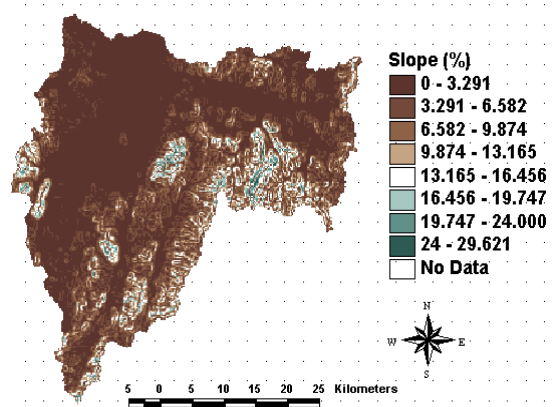 Slope (%)
0 - 3.291
3.291 - 6.582
6.582 - 9.874
9.874 - 13.165
13.165 - 16.456
16.456 - 19.747
19.747 - 24.000
24 - 29.621
No Data
N
W E
S
5 0 5 10 15 20 25 Kilometers